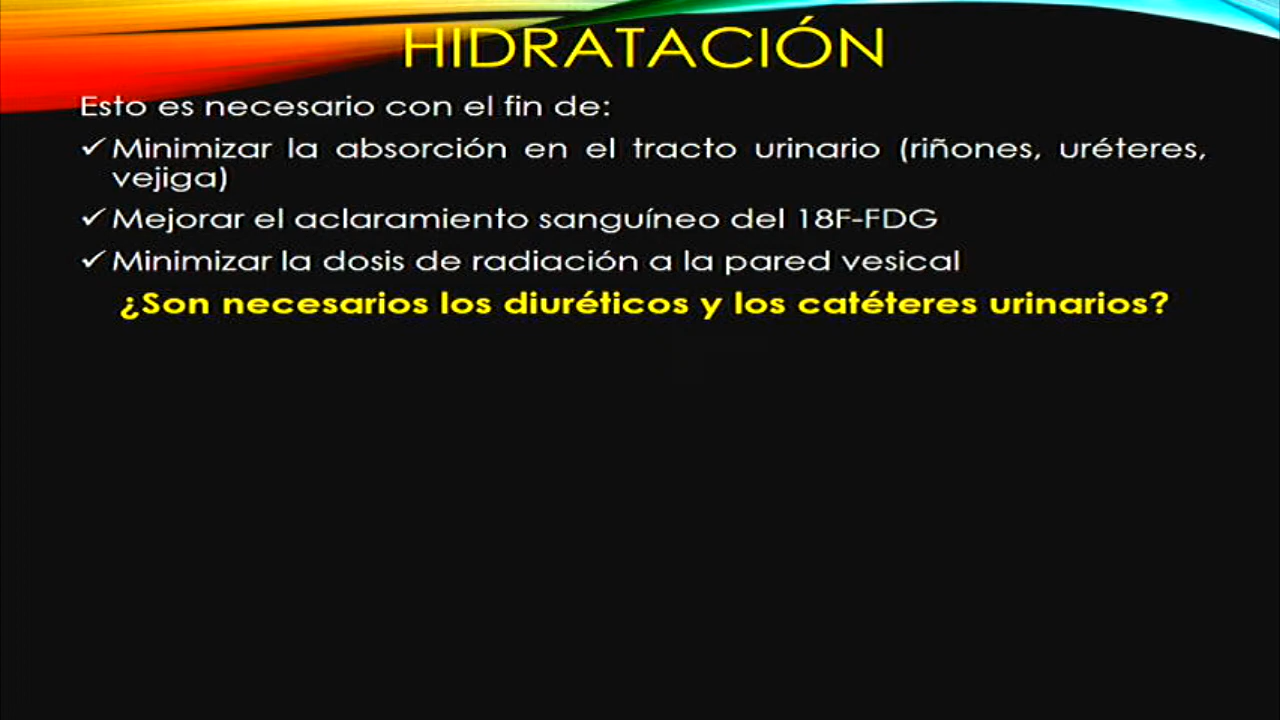 HIDRATACIÓN
Esto es necesario con el fin de:
✓ Minimizar la absorción en el tracto urinario (riñones, uréteres,
vejiga)
✓ Mejorar el aclaramiento sanguíneo del 18F-FDG
✓ Minimizar la dosis de radiación a la pared vesical
¿Son necesarios los diuréticos y los catéteres urinarios?